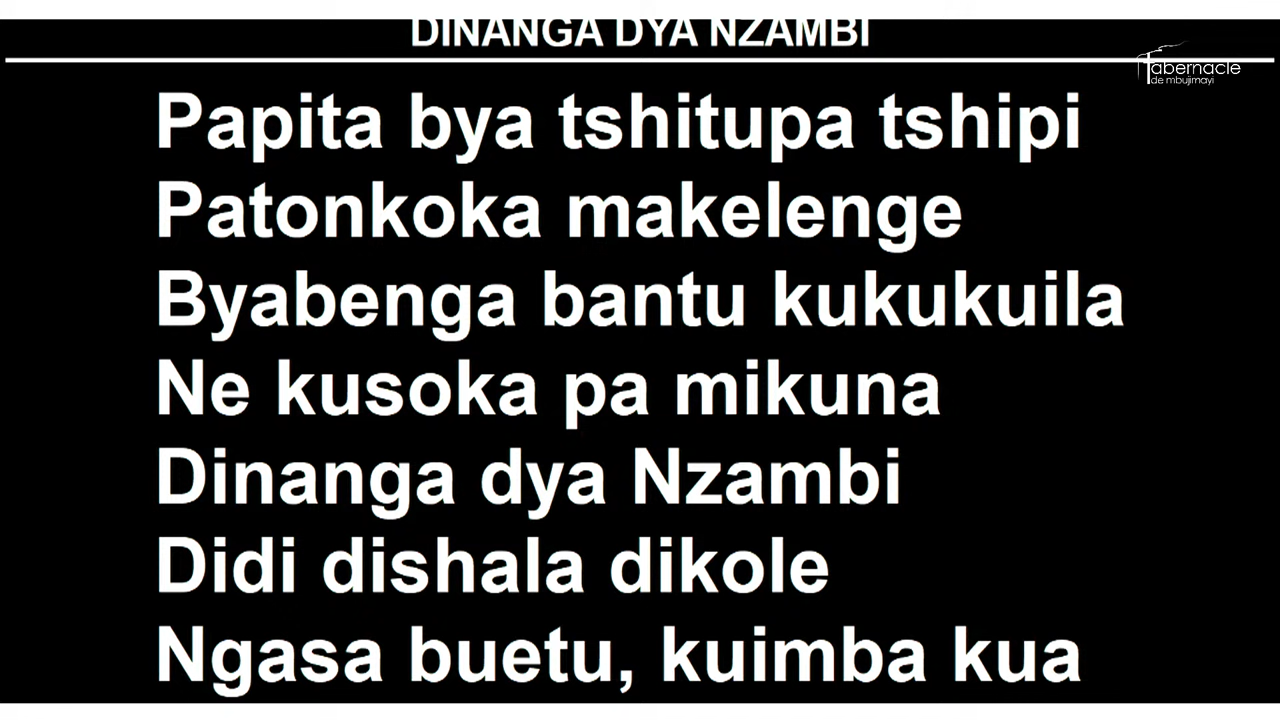 DINANGA DYA NZAMBI
Tabernacle
de mbujimayi
Papita bya tshitupa tshipi
Patonkoka makelenge
Byabenga bantu kukukuila
Ne kusoka pa mikuna
Dinanga dya Nzambi
Didi dishala dikole
Ngasa buetu, kuimba kua